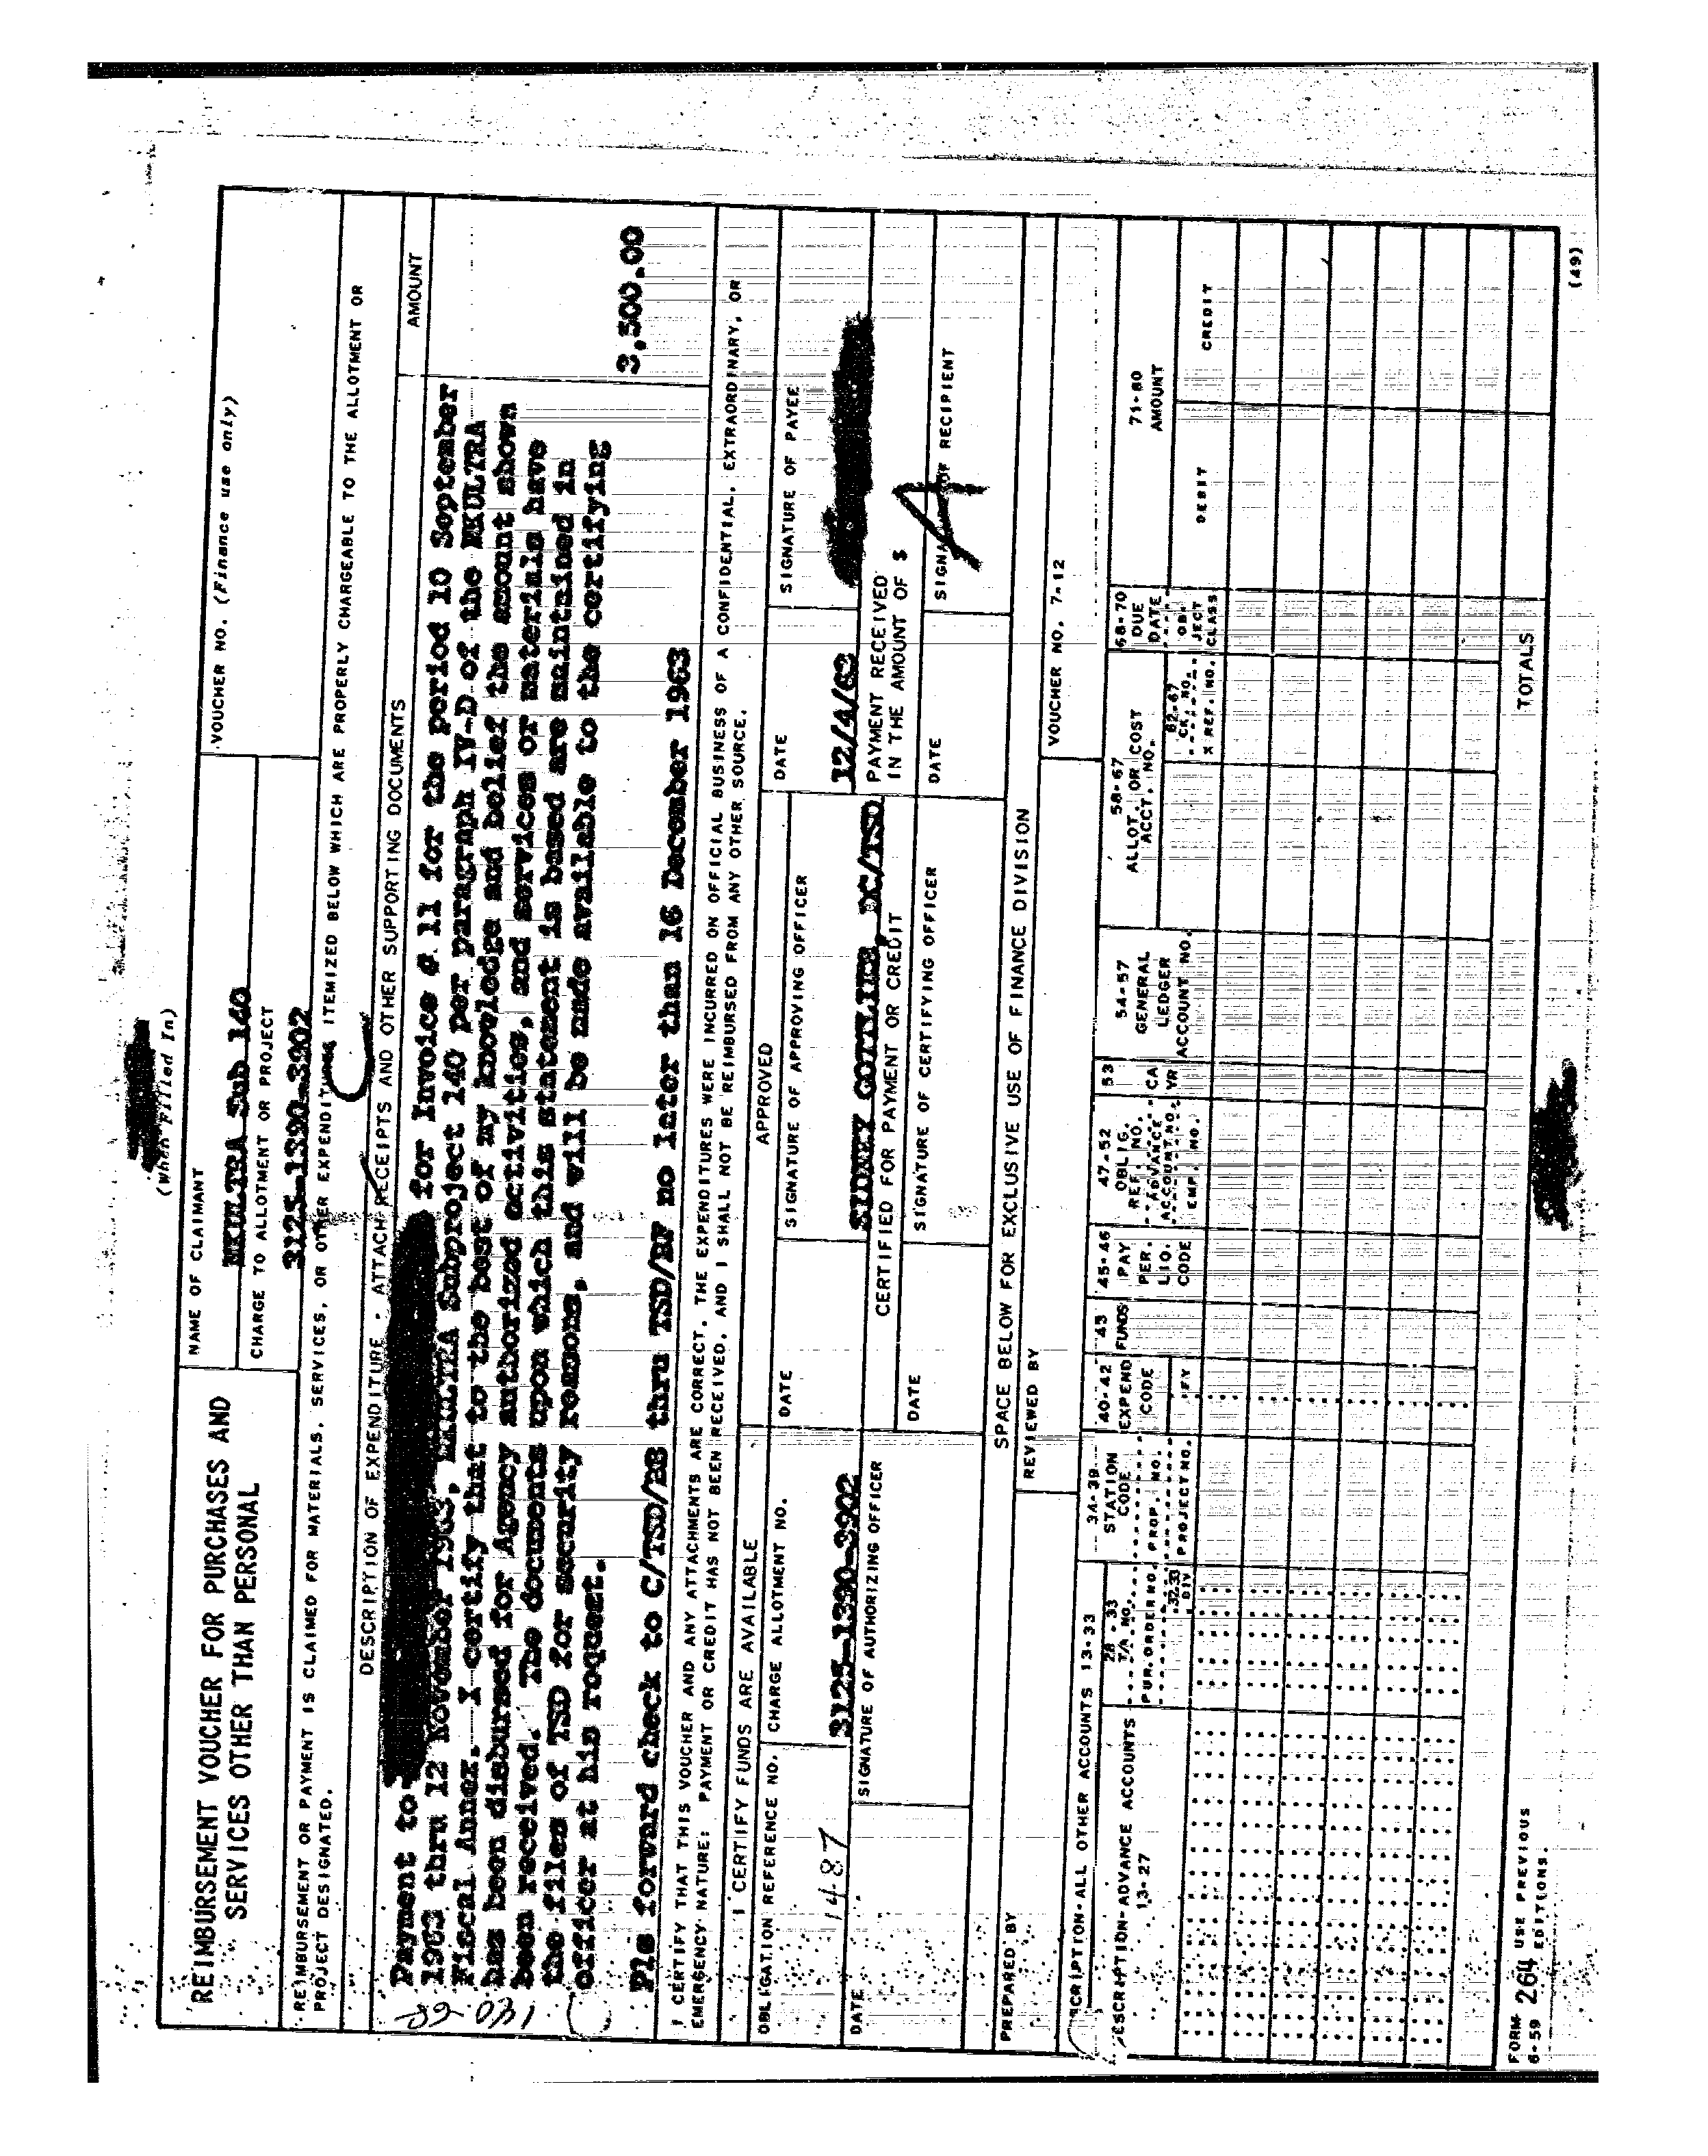 (When Filled In)
REIMBURSEMENT VOUCHER FOR PURCHASES AND
SERVICES OTHER THAN PERSONAL
NAME OF CLAIMANT
MKULTRA Sub 140
CHARGE TO ALLOTMENT OR PROJECT
3125-1390-3902
VOUCHER NO. (Finance use only)
REIMBURSEMENT OR PAYMENT IS CLAIMED FOR MATERIALS, SERVICES, OR OTHER EXPENDITURES ITEMIZED BELOW WHICH ARE PROPERLY CHARGEABLE TO THE ALLOTMENT OR
PROJECT DESIGNATED.
DESCRIPTION OF EXPENDITURE - ATTACH RECEIPTS AND OTHER SUPPORTING DOCUMENTS
AMOUNT
Payment to for Invoice # 11 for the period 10 September
1963 thru 12 November 1963, MKULTRA Subproject 140 per paragraph IV-D of the MKULTRA
Fiscal Annex. I certify that to the best of my knowledge and belief the amount shown
has been disbursed for Agency authorized activities, and services or materials have
been received. The documents upon which this statement is based are maintained in
the files of TSD for security reasons, and will be made available to the certifying
officer at his request.
3,500.00
Pls forward check to C/TSD/BB thru TSD/BF no later than 16 December 1963
140-68
I CERTIFY THAT THIS VOUCHER AND ANY ATTACHMENTS ARE CORRECT. THE EXPENDITURES WERE INCURRED ON OFFICIAL BUSINESS OF A CONFIDENTIAL, EXTRAORDINARY, OR
EMERGENCY NATURE: PAYMENT OR CREDIT HAS NOT BEEN RECEIVED, AND I SHALL NOT BE REIMBURSED FROM ANY OTHER SOURCE.
I CERTIFY FUNDS ARE AVAILABLE
APPROVED
OBLIGATION REFERENCE NO.
1487
CHARGE ALLOTMENT NO.
3125-1390-3902
DATE
SIGNATURE OF APPROVING OFFICER
SIDNEY GOTTLIEB, DC/TSD
DATE
12/4/63
SIGNATURE OF PAYEE
DATE
SIGNATURE OF AUTHORIZING OFFICER
CERTIFIED FOR PAYMENT OR CREDIT
DATE
SIGNATURE OF CERTIFYING OFFICER
PAYMENT RECEIVED
IN THE AMOUNT OF $
DATE
SIGNATURE OF RECIPIENT
A
SPACE BELOW FOR EXCLUSIVE USE OF FINANCE DIVISION
PREPARED BY
REVIEWED BY
VOUCHER NO. 7-12
SCRIPTION-ALL OTHER ACCOUNTS 13-33
DESCRIPTION-ADVANCE ACCOUNTS
13-27
28-33
T/A NO.
PUR.ORDER NO.
32-33
DIV
34-39
STATION
CODE
PROP. NO.
PROJECT NO.
40-42
EXPEND
CODE
FY
43
FUNDS
45-46
PAY
PER.
LIQ.
CODE
47-52
OBLIG.
REF. NO.
ADVANCE
ACCOUNT NO.
EMP. NO.
53
CA
YR
54-57
GENERAL
LEDGER
ACCOUNT NO.
58-67
ALLOT. OR COST
ACCT. NO.
62-67
CK. NO.
X REF. NO.
68-70
DUE
DATE
OB-
JECT
CLASS
71-80
AMOUNT
DEBIT
CREDIT
TOTALS
FORM 264 USE PREVIOUS
6-59 EDITIONS.
(49)